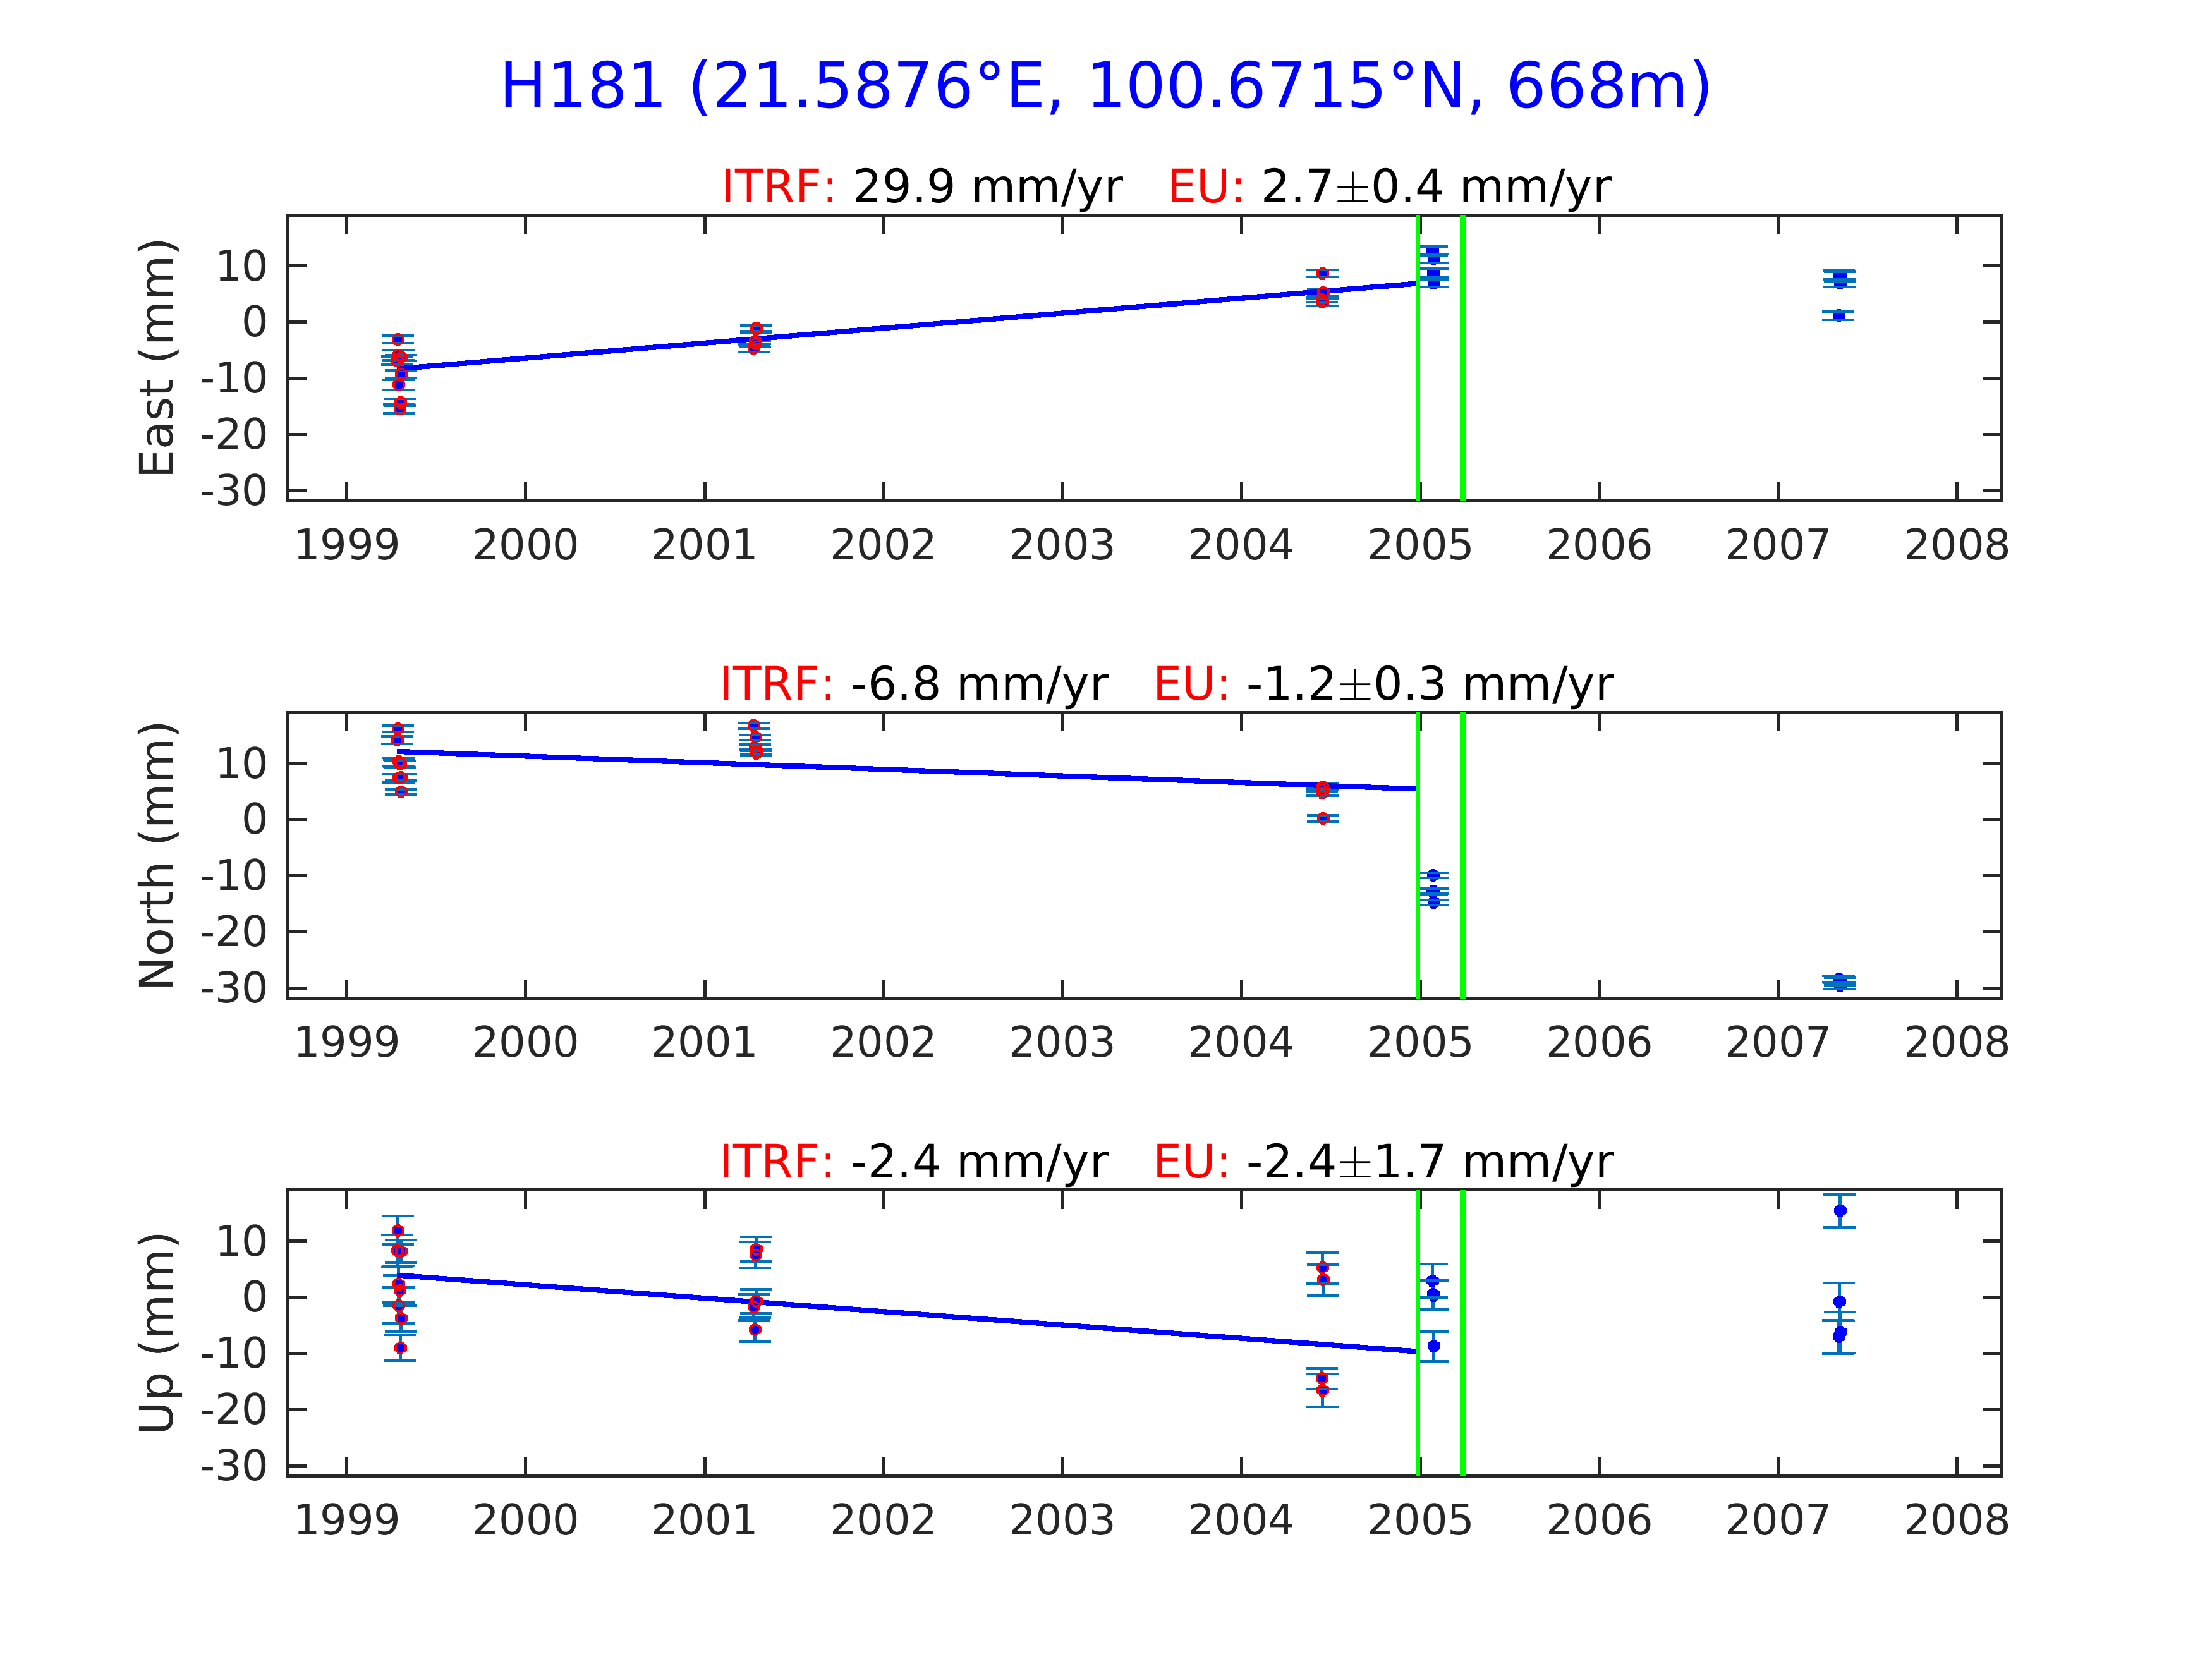 H181 (21.5876°E, 100.6715°N, 668m)
ITRF: 29.9 mm/yr EU: 2.7±0.4 mm/yr
East (mm)
10
0
-10
-20
-30
1999 2000 2001 2002 2003 2004 2005 2006 2007 2008
ITRF: -6.8 mm/yr EU: -1.2±0.3 mm/yr
North (mm)
10
0
-10
-20
-30
1999 2000 2001 2002 2003 2004 2005 2006 2007 2008
ITRF: -2.4 mm/yr EU: -2.4±1.7 mm/yr
Up (mm)
10
0
-10
-20
-30
1999 2000 2001 2002 2003 2004 2005 2006 2007 2008